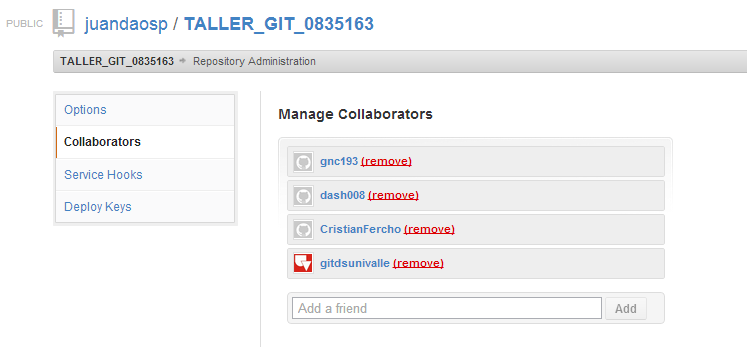 PUBLIC juandaosp / TALLER_GIT_0835163
TALLER_GIT_0835163 Repository Administration
Options
Collaborators
Service Hooks
Deploy Keys
Manage Collaborators
gnc193 (remove)
dash008 (remove)
CristianFercho (remove)
gitdsunivalle (remove)
Add a friend Add